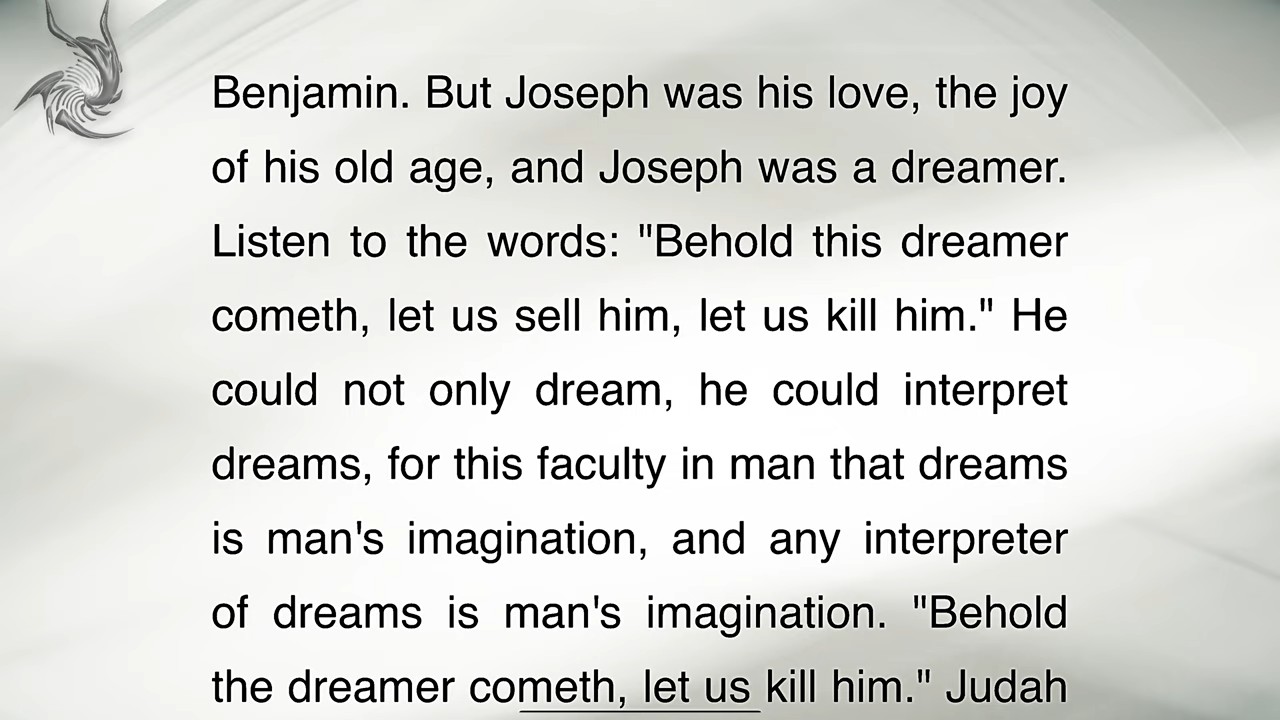 Benjamin. But Joseph was his love, the joy
of his old age, and Joseph was a dreamer.
Listen to the words: "Behold this dreamer
cometh, let us sell him, let us kill him." He
could not only dream, he could interpret
dreams, for this faculty in man that dreams
is man's imagination, and any interpreter
of dreams is man's imagination. "Behold
the dreamer cometh, let us kill him." Judah